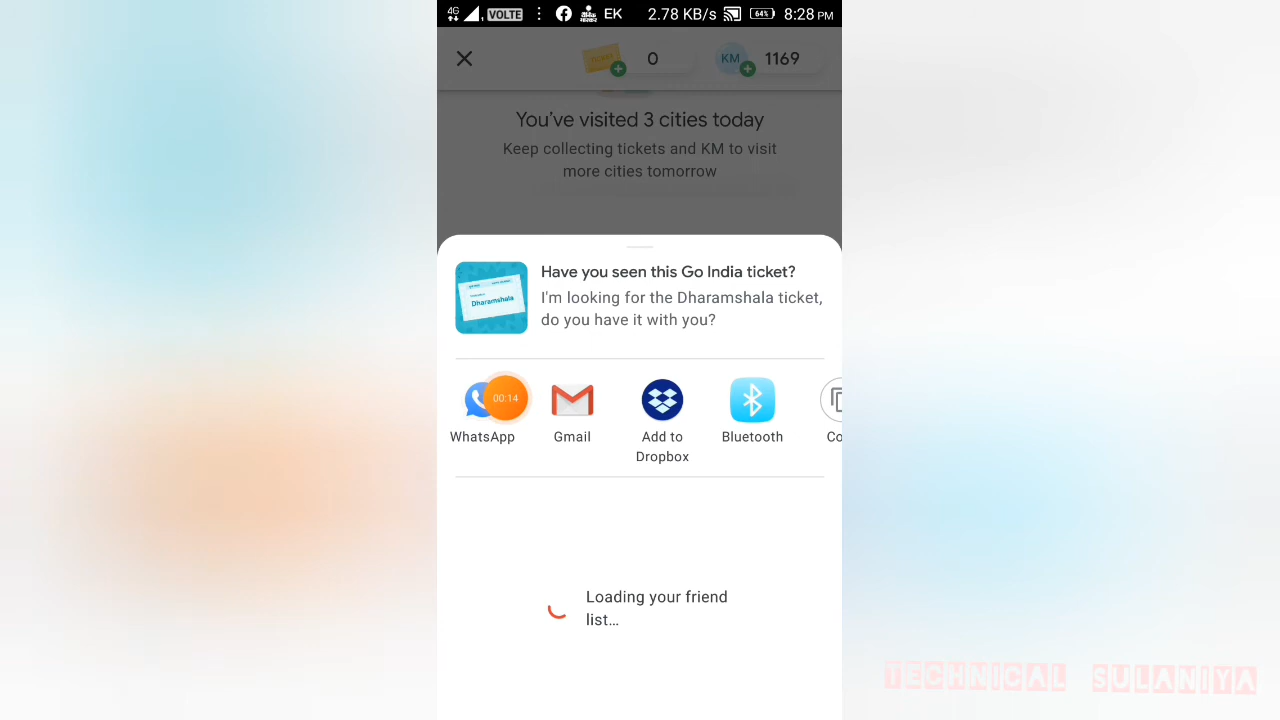 4G VOLTE EK 2.78 KB/s 64% 8:28 PM
0 KM 1169
You've visited 3 cities today
Keep collecting tickets and KM to visit
more cities tomorrow
Have you seen this Go India ticket?
I'm looking for the Dharamshala ticket,
do you have it with you?
Dharamshala
00:14
WhatsApp Gmail Add to Bluetooth Co
Dropbox
Loading your friend
list...
TECHNICAL SULANIYA